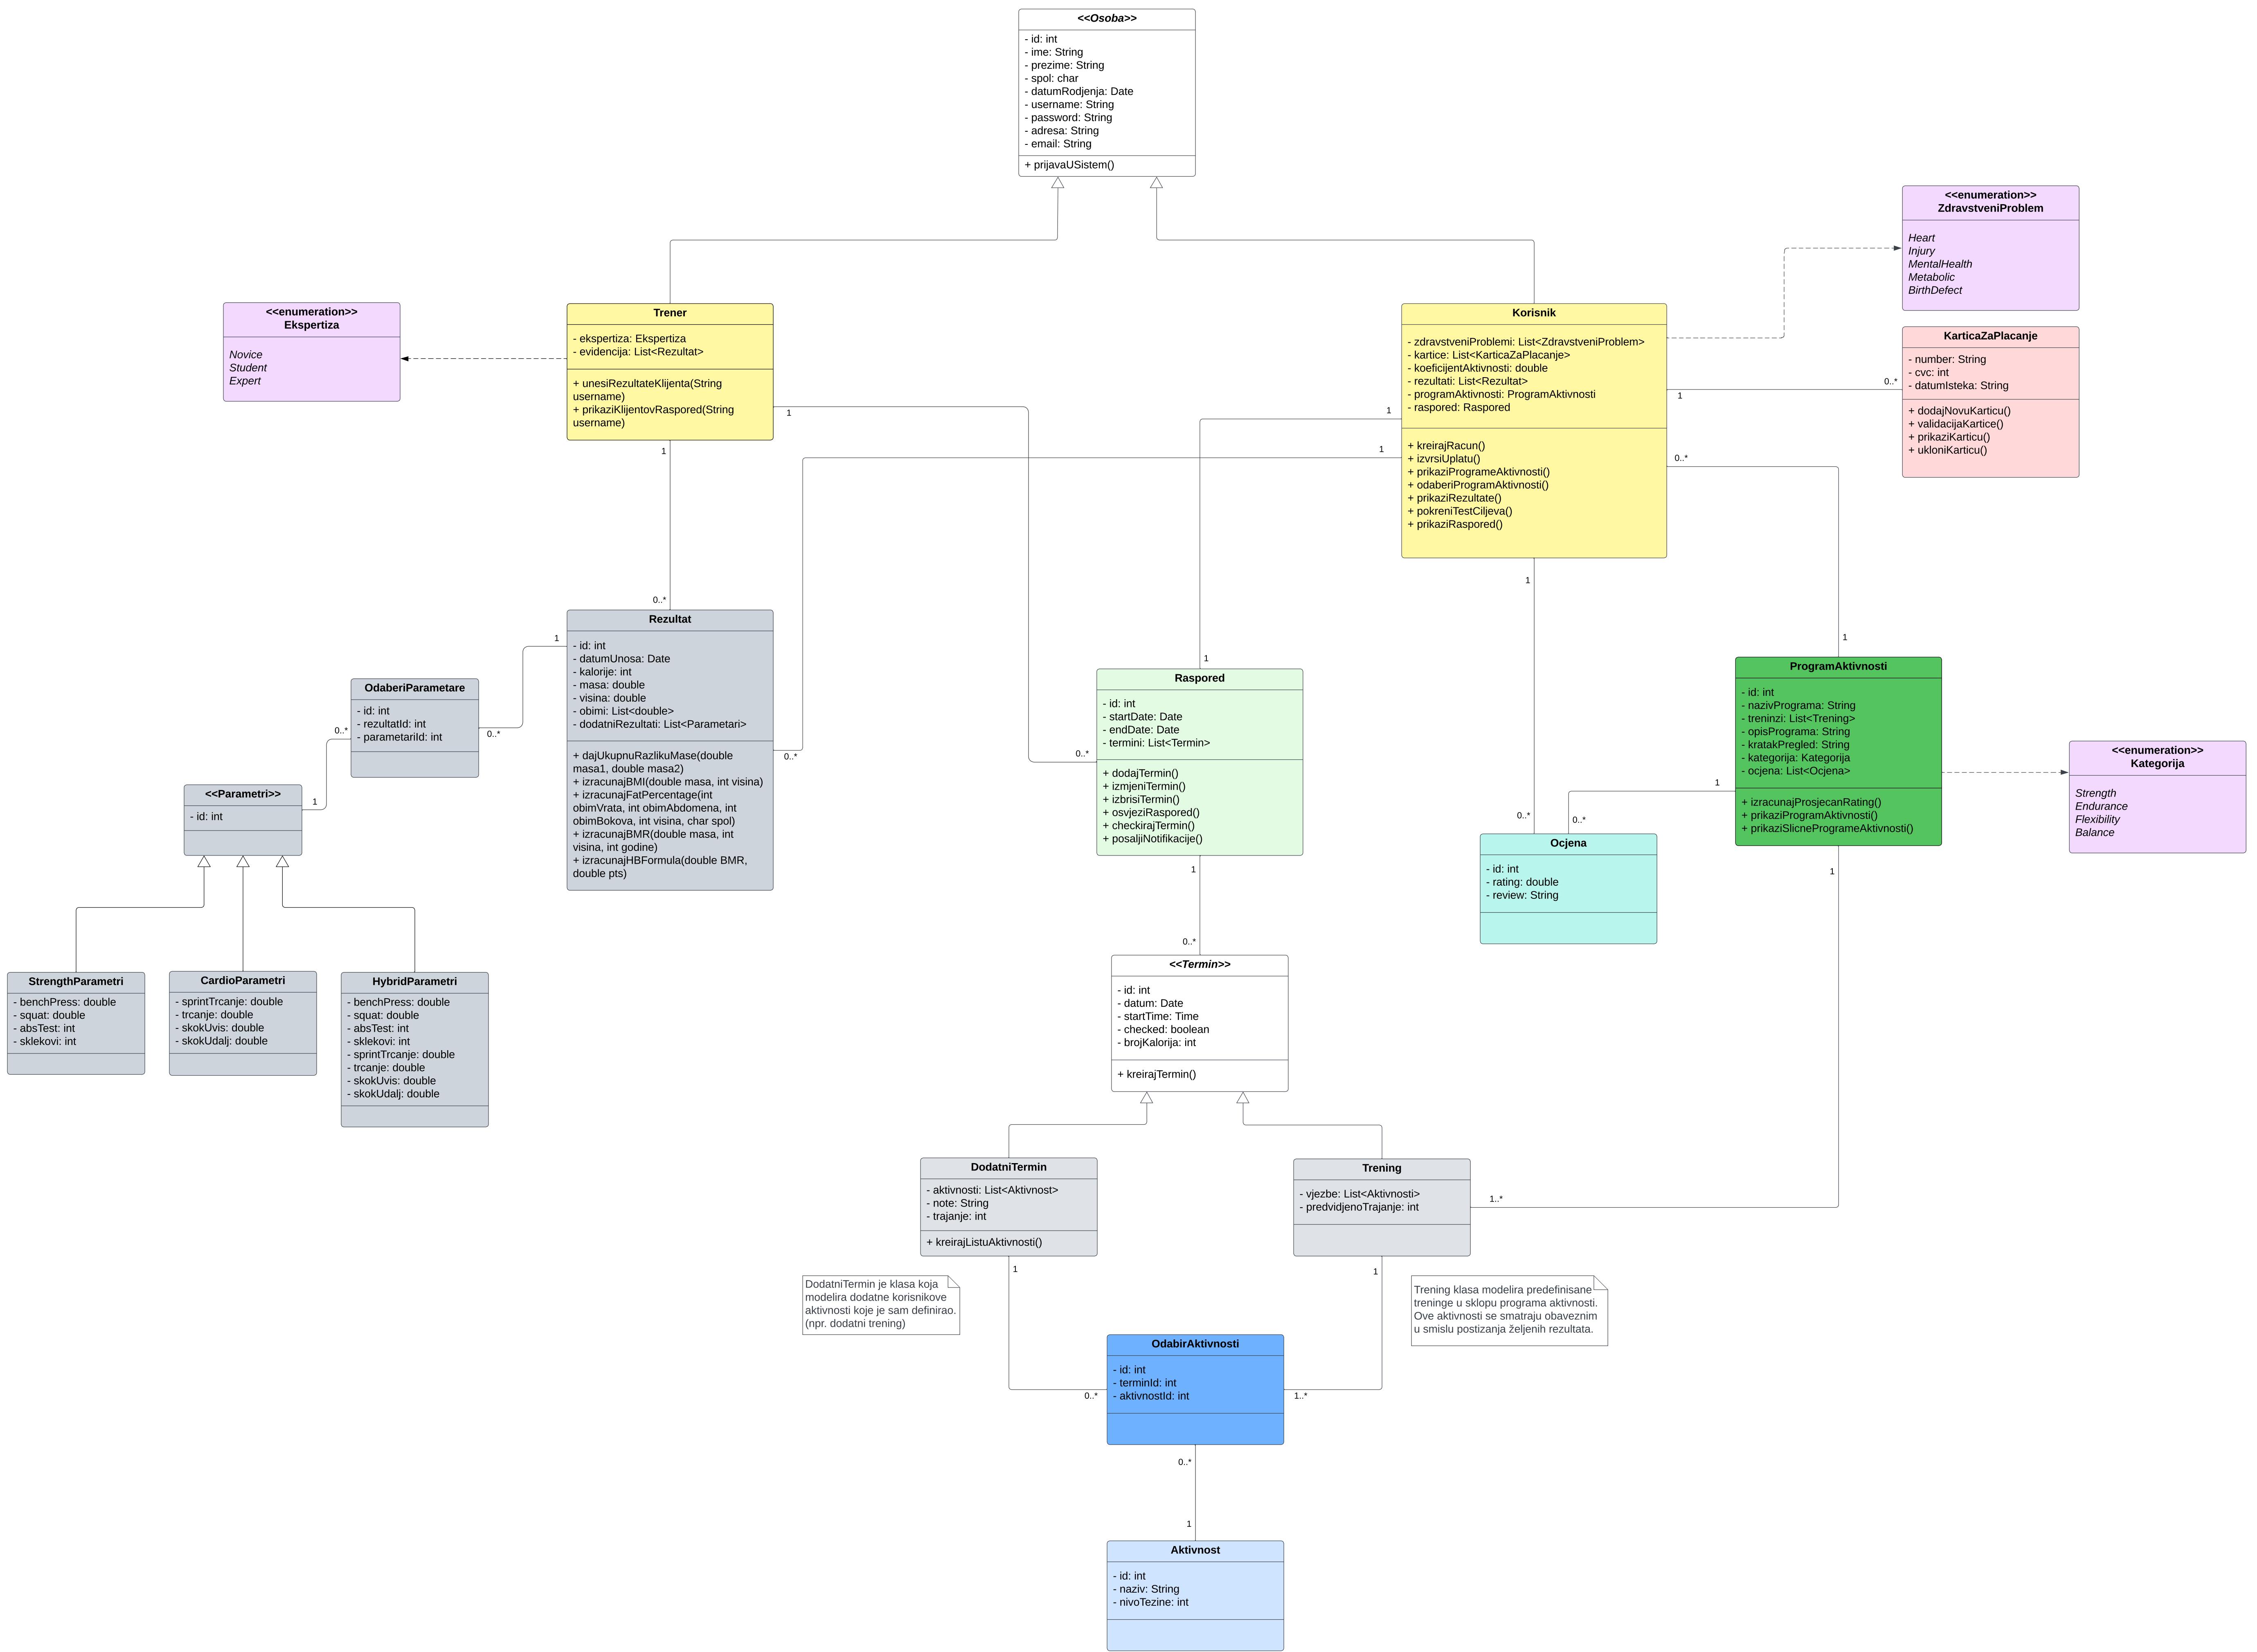 <<Osoba>>
- id: int
- ime: String
- prezime: String
- spol: char
- datumRodjenja: Date
- username: String
- password: String
- adresa: String
- email: String
+ prijavaUSistem()
<<enumeration>>
ZdravstveniProblem
Heart
Injury
MentalHealth
Metabolic
BirthDefect
<<enumeration>>
Ekspertiza
Novice
Student
Expert
Trener
- ekspertiza: Ekspertiza
- evidencija: List<Rezultat>
+ unesiRezultateKlijenta(String
username)
+ prikaziKlijentovRaspored(String
username)
1
1
0..*
0..*
Korisnik
- zdravstveniProblemi: List<ZdravstveniProblem>
- kartice: List<KarticaZaPlacanje>
- koeficijentAktivnosti: double
- rezultati: List<Rezultat>
- programAktivnosti: ProgramAktivnosti
- raspored: Raspored
+ kreirajRacun()
+ izvrsiUplatu()
+ prikaziProgrameAktivnosti()
+ odaberiProgramAktivnosti()
+ prikaziRezultate()
+ pokreniTestCiljeva()
+ prikaziRaspored()
1
1
1
0..*
0..*
1
1
1
0..*
0..*
KarticaZaPlacanje
- number: String
- cvc: int
- datumIsteka: String
+ dodajNovuKarticu()
+ validacijaKartice()
+ prikaziKarticu()
+ ukloniKarticu()
Rezultat
- id: int
- datumUnosa: Date
- kalorije: int
- masa: double
- visina: double
- obimi: List<double>
- dodatniRezultati: List<Parametari>
+ dajUkupnuRazlikuMase(double
masa1, double masa2)
+ izracunajBMI(double masa, int visina)
+ izracunajFatPercentage(int
obimVrata, int obimAbdomena, int
obimBokova, int visina, char spol)
+ izracunajBMR(double masa, int
visina, int godine)
+ izracunajHBFormula(double BMR,
double pts)
1
0..*
OdaberiParametare
- id: int
- rezultatId: int
- parametariId: int
0..*
1
<<Parametri>>
- id: int
StrengthParametri
- benchPress: double
- squat: double
- absTest: int
- sklekovi: int
CardioParametri
- sprintTrcanje: double
- trcanje: double
- skokUvis: double
- skokUdalj: double
HybridParametri
- benchPress: double
- squat: double
- absTest: int
- sklekovi: int
- sprintTrcanje: double
- trcanje: double
- skokUvis: double
- skokUdalj: double
Raspored
- id: int
- startDate: Date
- endDate: Date
- termini: List<Termin>
+ dodajTermin()
+ izmjeniTermin()
+ izbrisiTermin()
+ osvjeziRaspored()
+ checkirajTermin()
+ posaljiNotifikacije()
1
0..*
ProgramAktivnosti
- id: int
- nazivPrograma: String
- treninzi: List<Trening>
- opisPrograma: String
- kratakPregled: String
- kategorija: Kategorija
- ocjena: List<Ocjena>
+ izracunajProsjecanRating()
+ prikaziProgramAktivnosti()
+ prikaziSlicneProgrameAktivnosti()
1
0..*
1
1..*
<<enumeration>>
Kategorija
Strength
Endurance
Flexibility
Balance
Ocjena
- id: int
- rating: double
- review: String
<<Termin>>
- id: int
- datum: Date
- startTime: Time
- checked: boolean
- brojKalorija: int
+ kreirajTermin()
DodatniTermin
- aktivnosti: List<Aktivnost>
- note: String
- trajanje: int
+ kreirajListuAktivnosti()
1
0..*
Trening
- vjezbe: List<Aktivnosti>
- predvidjenoTrajanje: int
1
1..*
DodatniTermin je klasa koja
modelira dodatne korisnikove
aktivnosti koje je sam definirao.
(npr. dodatni trening)
Trening klasa modelira predefinisane
treninge u sklopu programa aktivnosti.
Ove aktivnosti se smatraju obaveznim
u smislu postizanja željenih rezultata.
OdabirAktivnosti
- id: int
- terminId: int
- aktivnostId: int
0..*
1
Aktivnost
- id: int
- naziv: String
- nivoTezine: int